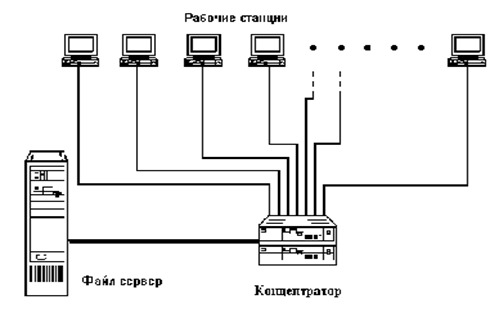 Рабочие станции
Файл сервер
Концентратор